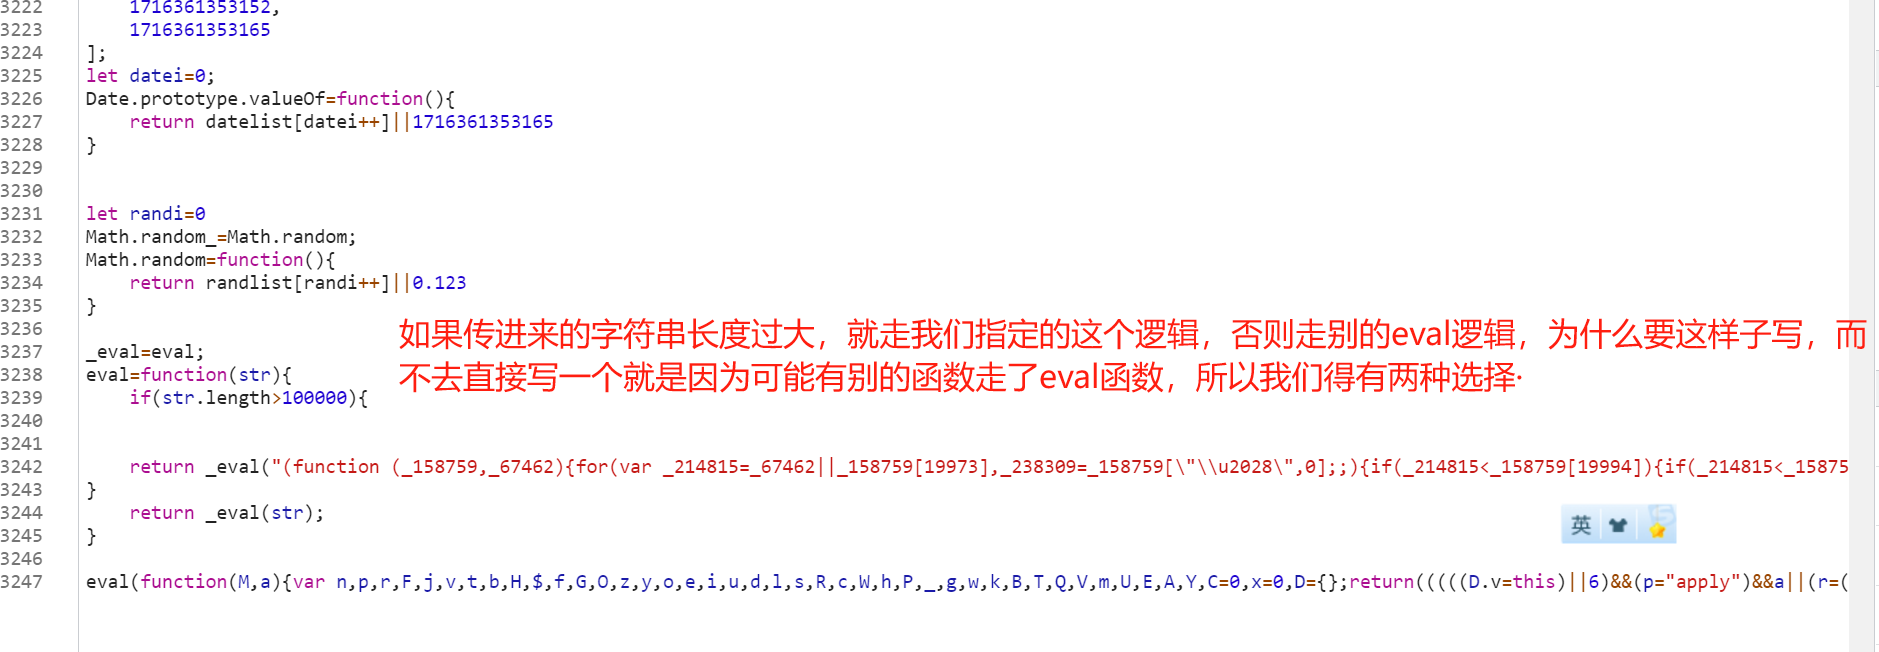 3222 1716361353152,
3223 1716361353165
3224 ];
3225 let datei=0;
3226 Date.prototype.valueOf=function(){
3227 return datelist[datei++]||1716361353165
3228 }
3229
3230
3231 let randi=0
3232 Math.random_=Math.random;
3233 Math.random=function(){
3234 return randlist[randi++]||0.123
3235 }
3236
如果传进来的字符串长度过大，就走我们指定的这个逻辑，否则走别的eval逻辑，为什么要这样子写，而
3237 _eval=eval;
3238 eval=function(str){
不去直接写一个就是因为可能有别的函数走了eval函数，所以我们得有两种选择·
3239 if(str.length>100000){
3240
3241
3242 return _eval("(function (_158759,_67462){for(var _214815=_67462||_158759[19973],_238309=_158759[\"\\u2028\",0];;){if(_214815<_158759[19994]){if(_214815<_15875
3243 }
3244 return _eval(str);
英
3245 }
3246
3247 eval(function(M,a){var n,p,r,F,j,v,t,b,H,$,f,G,O,z,y,o,e,i,u,d,l,s,R,c,W,h,P,_,g,w,k,B,T,Q,V,m,U,E,A,Y,C=0,x=0,D={};return(((((D.v=this)||6)&&(p="apply")&&a||(r=(